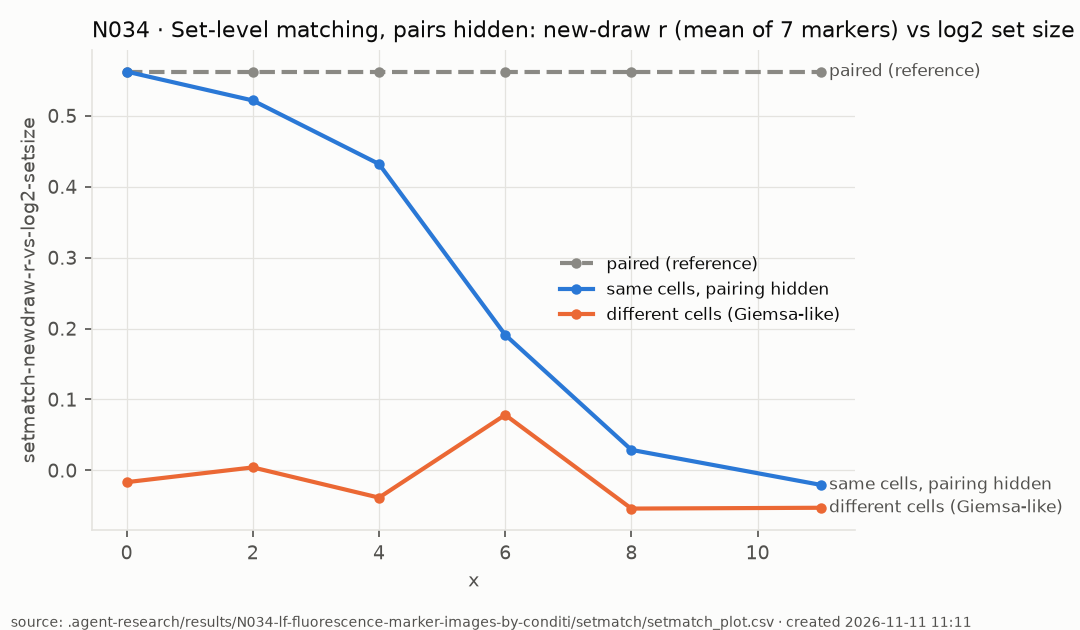 N034 · Set-level matching, pairs hidden: new-draw r (mean of 7 markers) vs log2 set size
setmatch-newdraw-r-vs-log2-setsize
0.5
0.4
0.3
0.2
0.1
0.0
paired (reference)
paired (reference)
same cells, pairing hidden
different cells (Giemsa-like)
same cells, pairing hidden
different cells (Giemsa-like)
0 2 4 6 8 10
x
source: .agent-research/results/N034-lf-fluorescence-marker-images-by-conditi/setmatch/setmatch_plot.csv · created 2026-11-11 11:11